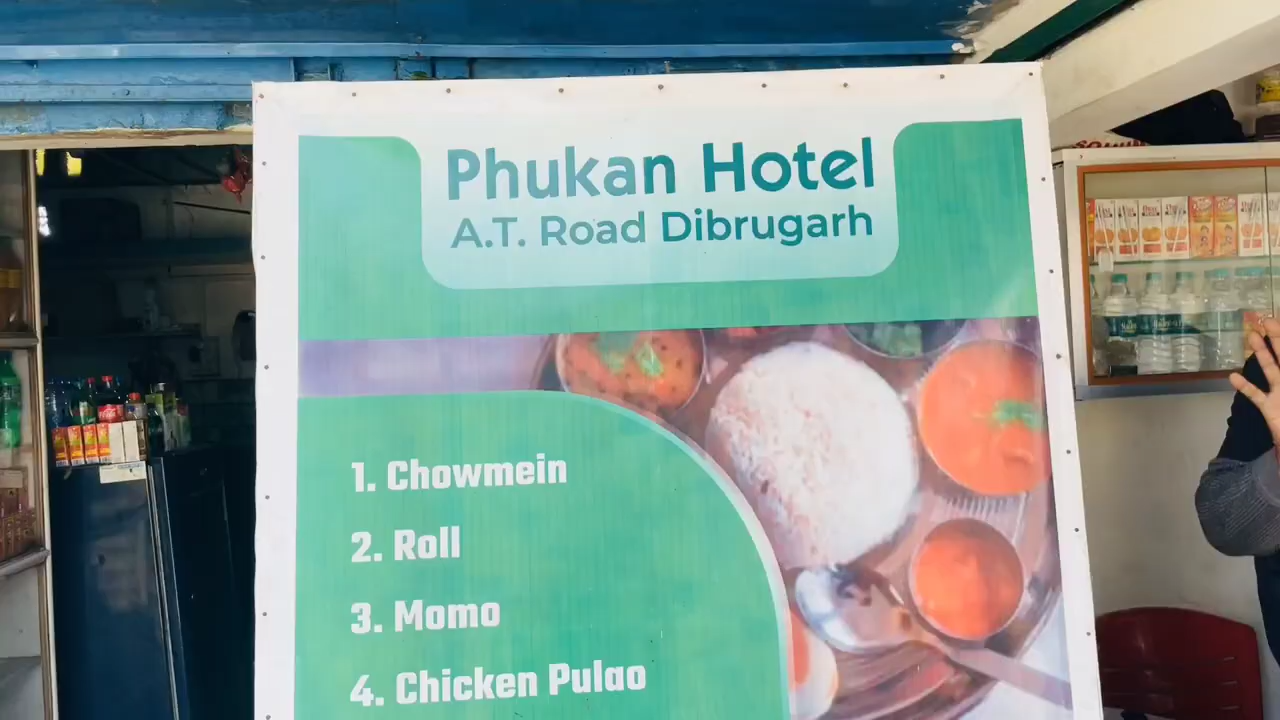 Phukan Hotel
A.T. Road Dibrugarh
1. Chowmein
2. Roll
3. Momo
4. Chicken Pulao